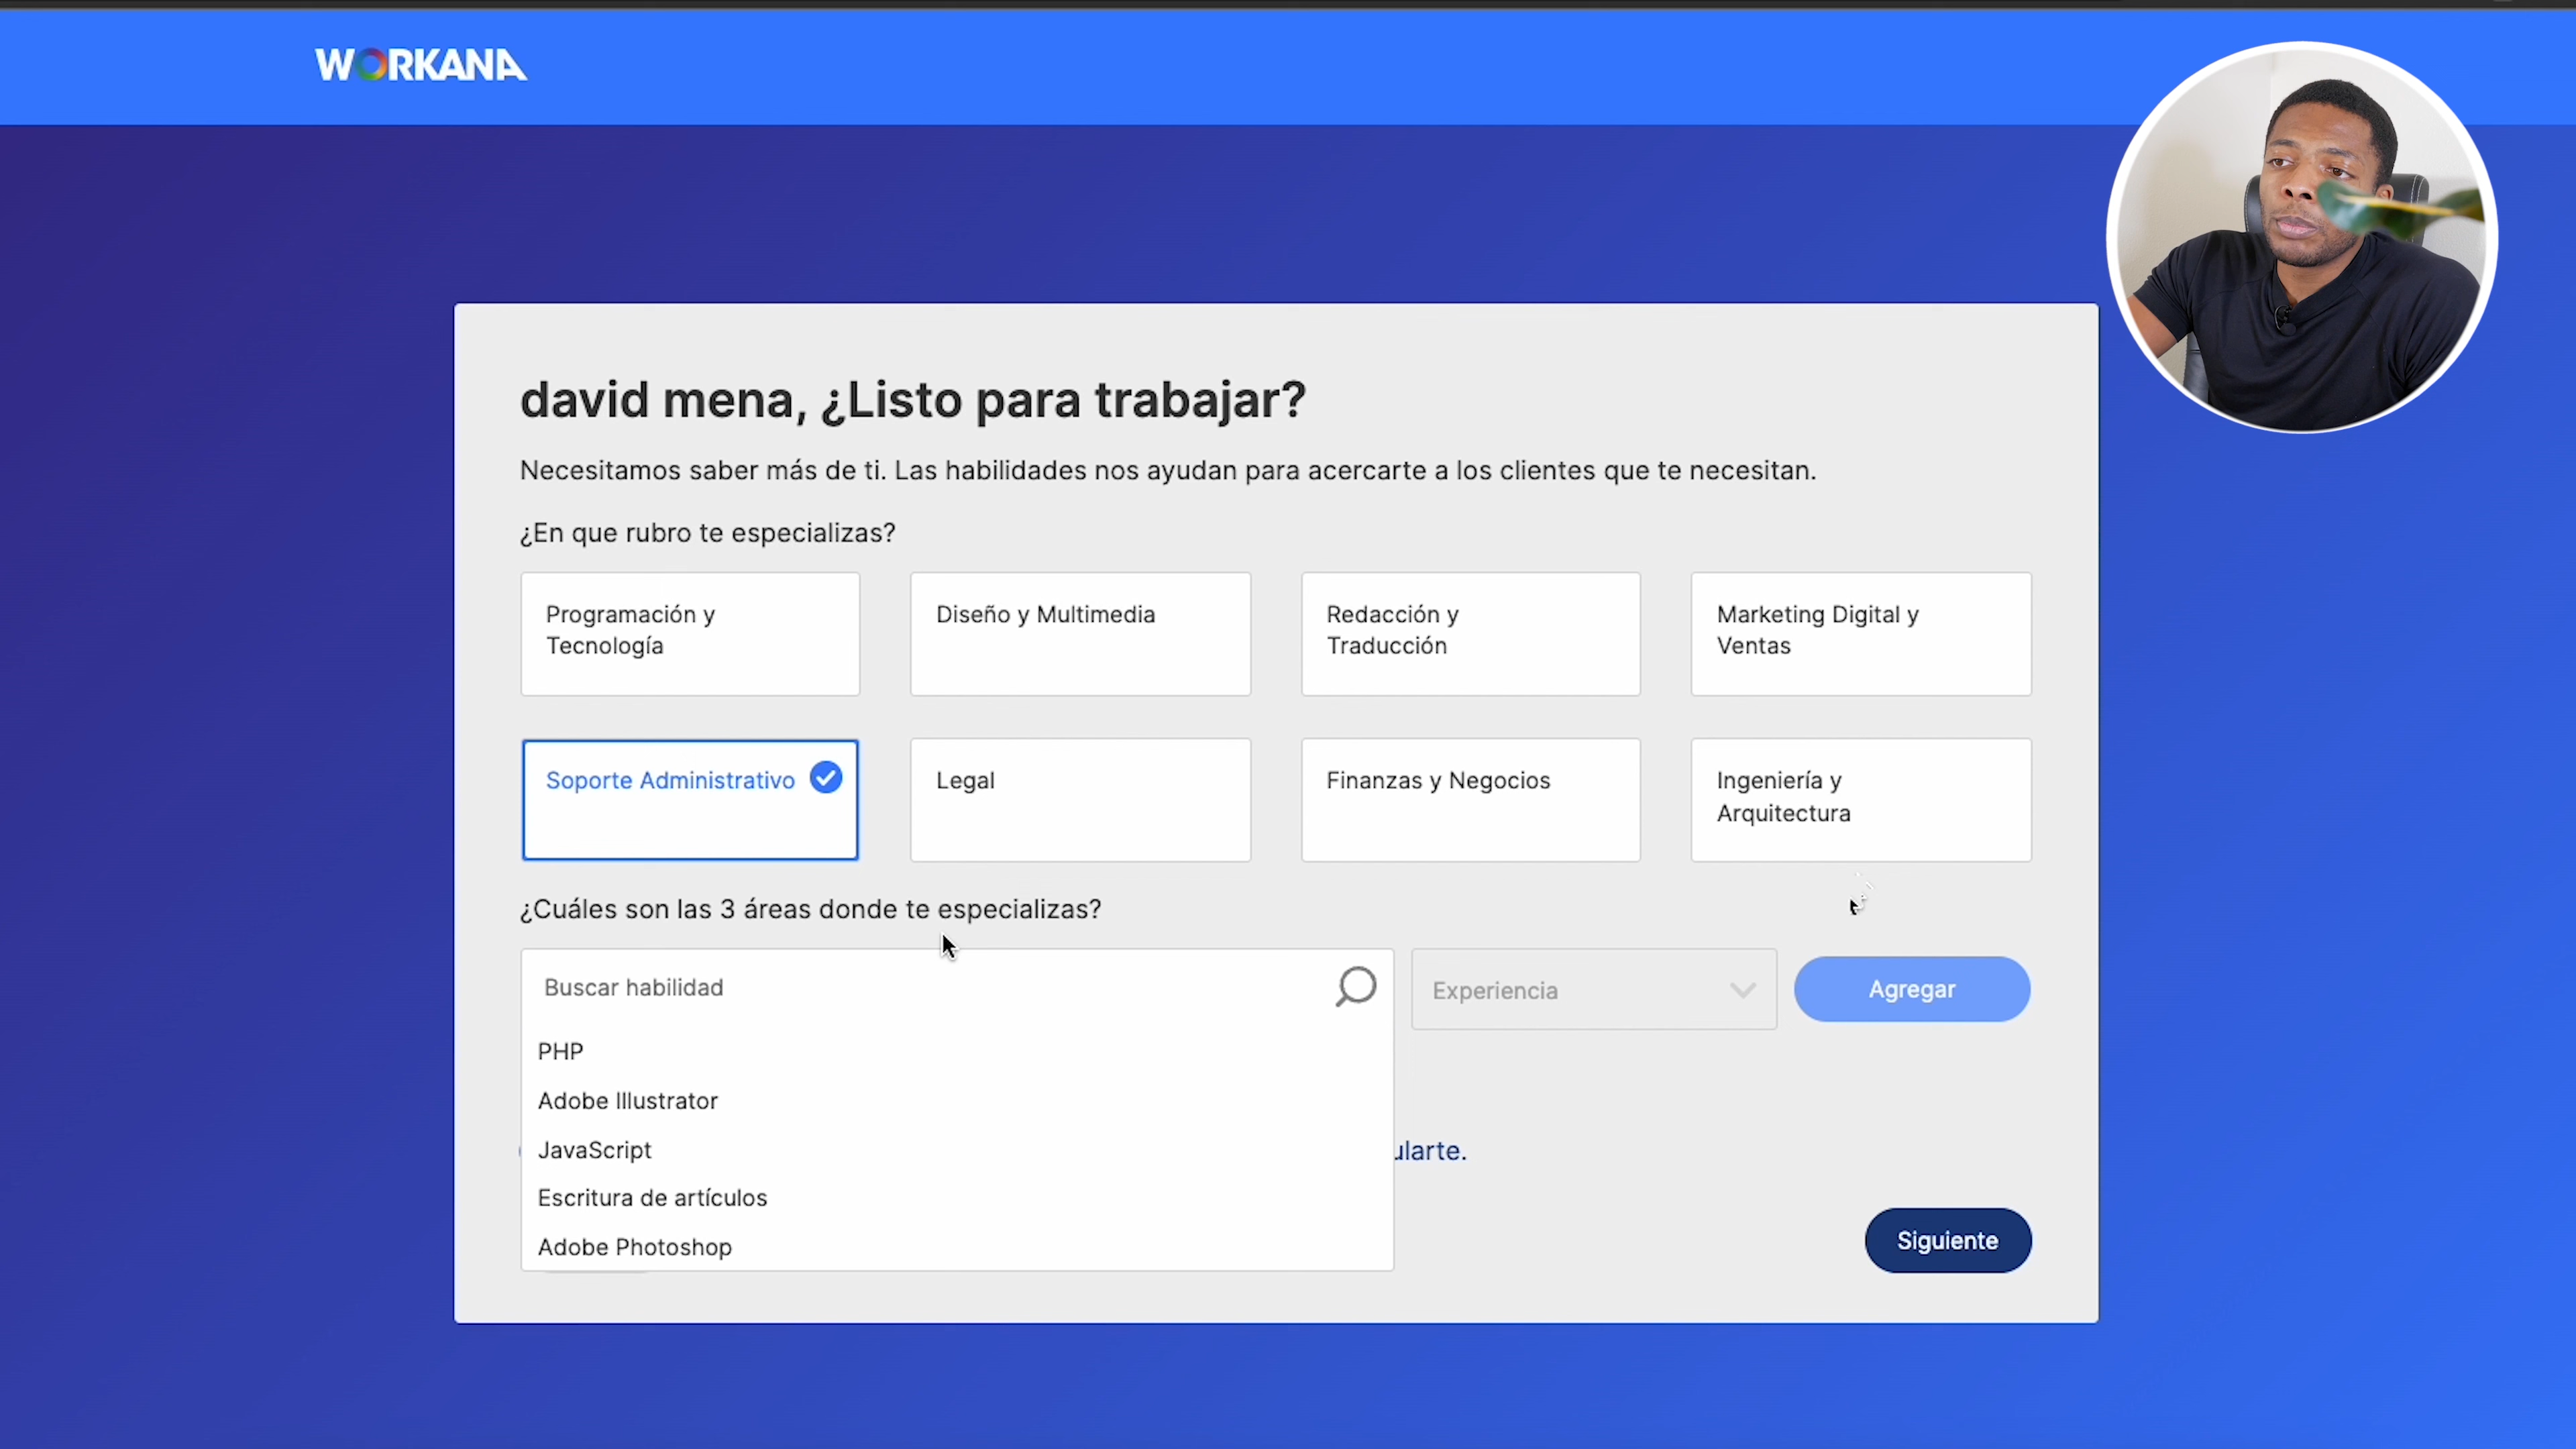 WORKANA
david mena, ¿Listo para trabajar?
Necesitamos saber más de ti. Las habilidades nos ayudan para acercarte a los clientes que te necesitan.
¿En que rubro te especializas?
Programación y
Tecnología
Diseño y Multimedia
Redacción y
Traducción
Marketing Digital y
Ventas
Soporte Administrativo
Legal
Finanzas y Negocios
Ingeniería y
Arquitectura
¿Cuáles son las 3 áreas donde te especializas?
Buscar habilidad
Experiencia
Agregar
PHP
Adobe Illustrator
JavaScript
Escritura de artículos
Adobe Photoshop
Siguiente